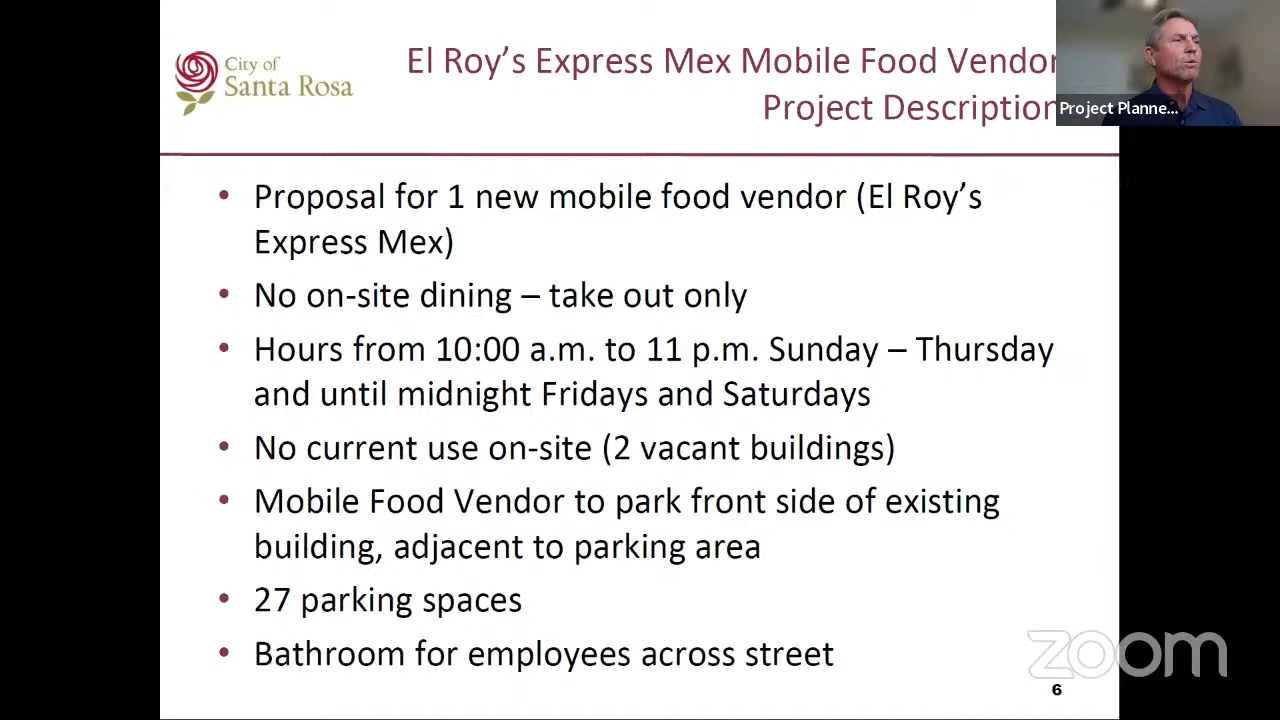 City of
Santa Rosa
El Roy’s Express Mex Mobile Food Vendor
Project Description
Project Planne...
• Proposal for 1 new mobile food vendor (El Roy’s
Express Mex)
• No on-site dining – take out only
• Hours from 10:00 a.m. to 11 p.m. Sunday – Thursday
and until midnight Fridays and Saturdays
• No current use on-site (2 vacant buildings)
• Mobile Food Vendor to park front side of existing
building, adjacent to parking area
• 27 parking spaces
• Bathroom for employees across street
zoom
6